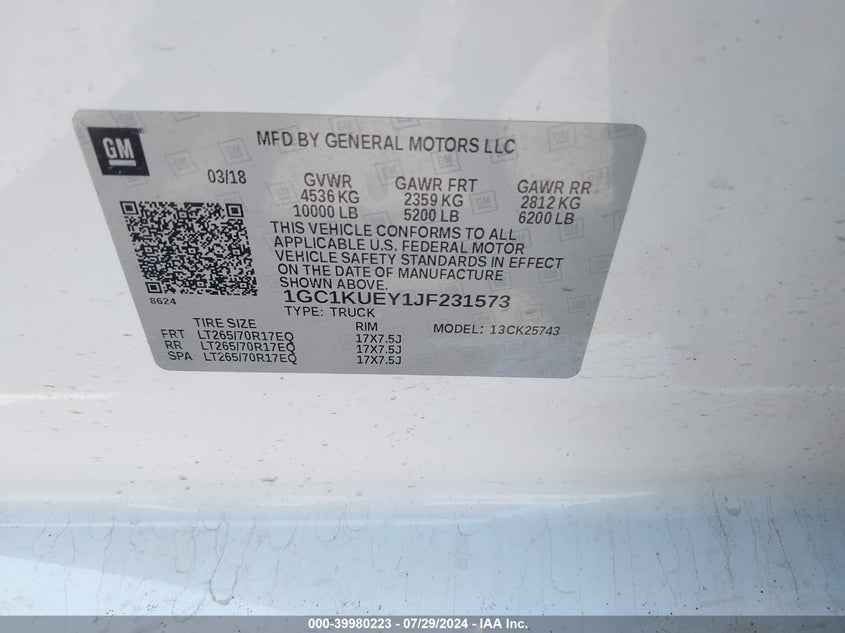 GM
MFD BY GENERAL MOTORS LLC
03/18
GVWR
4536 KG
10000 LB
GAWR FRT
2359 KG
5200 LB
GAWR RR
2812 KG
6200 LB
THIS VEHICLE CONFORMS TO ALL
APPLICABLE U.S. FEDERAL MOTOR
VEHICLE SAFETY STANDARDS IN EFFECT
ON THE DATE OF MANUFACTURE
SHOWN ABOVE.
8624
1GC1KUEY1JF231573
TYPE: TRUCK
TIRE SIZE RIM MODEL: 13CK25743
FRT LT265/70R17EQ 17X7.5J
RR LT265/70R17EQ 17X7.5J
SPA LT265/70R17EQ 17X7.5J
000-39980223 - 07/29/2024 - IAA Inc.